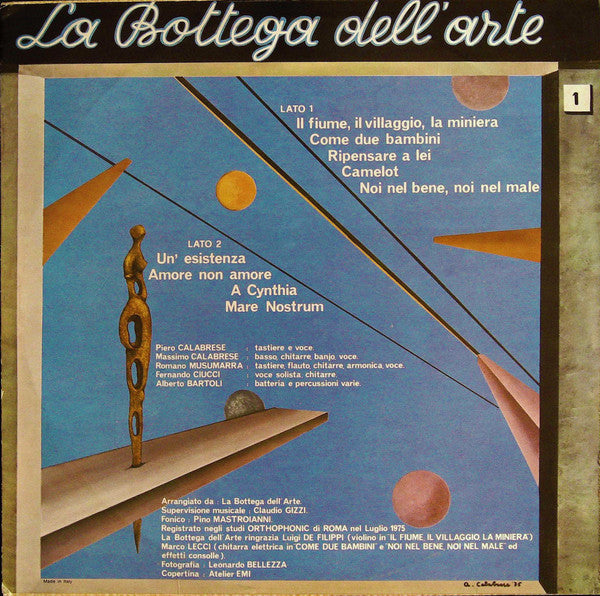 La Bottega dell'arte
1
LATO 1
Il fiume, il villaggio, la miniera
Come due bambini
Ripensare a lei
Camelot
Noi nel bene, noi nel male
LATO 2
Un' esistenza
Amore non amore
A Cynthia
Mare Nostrum
Piero CALABRESE : tastiere e voce.
Massimo CALABRESE : basso, chitarre, banjo, voce.
Romano MUSUMARRA : tastiere, flauto, chitarre, armonica, voce.
Fernando CIUCCI : voce solista, chitarre.
Alberto BARTOLI : batteria e percussioni varie.
Arrangiato da : La Bottega dell'Arte.
Supervisione musicale : Claudio GIZZI.
Fonico : Pino MASTROIANNI.
Registrato negli studi ORTHOPHONIC di ROMA nel Luglio 1975
La Bottega dell'Arte ringrazia Luigi DE FILIPPI (violino in "IL FIUME, IL VILLAGGIO, LA MINIERA")
Marco LECCI (chitarra elettrica in "COME DUE BAMBINI" e "NOI NEL BENE, NOI NEL MALE" ed
effetti consolle).
Fotografia : Leonardo BELLEZZA
Copertina : Atelier EMI
Made in Italy
a. Calabrese 75